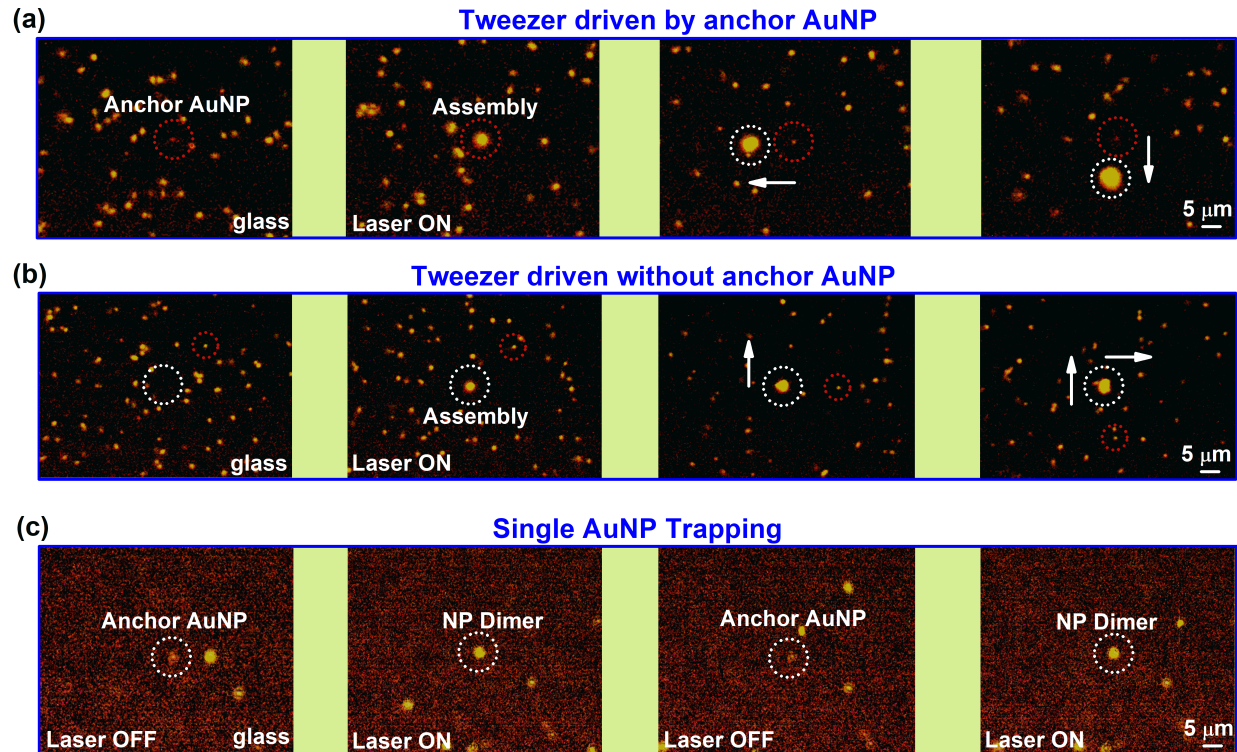 (a)
Tweezer driven by anchor AuNP
Anchor AuNP
Assembly
glass
Laser ON
5 μm
(b)
Tweezer driven without anchor AuNP
Assembly
glass
Laser ON
5 μm
(c)
Single AuNP Trapping
Anchor AuNP
NP Dimer
Anchor AuNP
NP Dimer
Laser OFF
glass
Laser ON
Laser OFF
Laser ON
5 μm